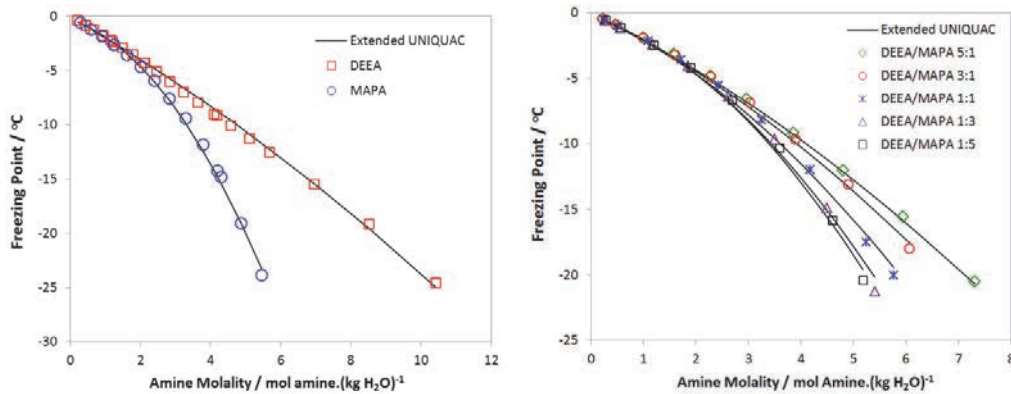 0
-5
-10
-15
-20
-25
-30
0 2 4 6 8 10 12
Freezing Point / °C
Amine Molality / mol amine.(kg H₂O)⁻¹
Extended UNIQUAC
DEEA
MAPA
0
-5
-10
-15
-20
-25
0 1 2 3 4 5 6 7 8
Freezing Point / °C
Amine Molality / mol Amine.(kg H₂O)⁻¹
Extended UNIQUAC
DEEA/MAPA 5:1
DEEA/MAPA 3:1
DEEA/MAPA 1:1
DEEA/MAPA 1:3
DEEA/MAPA 1:5